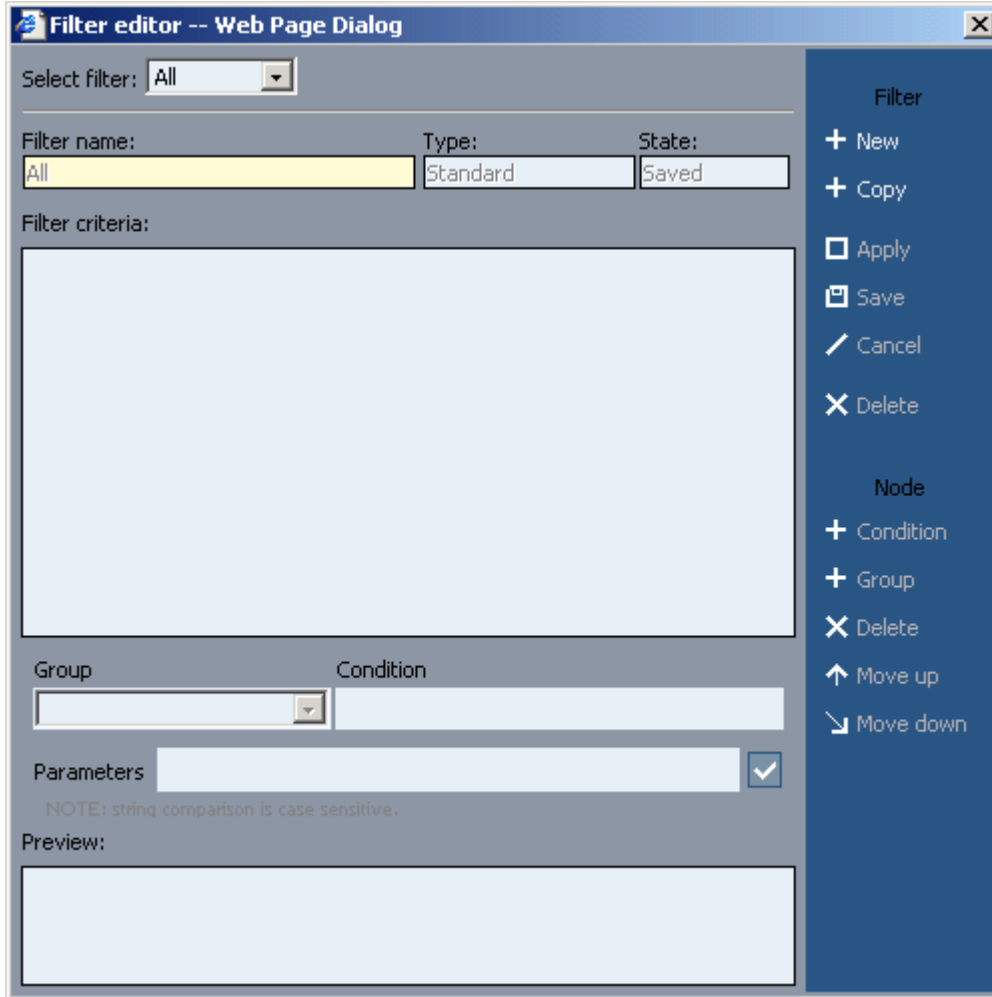 Filter editor -- Web Page Dialog
Select filter: All
Filter name: Type: State:
All Standard Saved
Filter criteria:
Group Condition
Parameters
NOTE: string comparison is case sensitive.
Preview:
Filter
New
Copy
Apply
Save
Cancel
Delete
Node
Condition
Group
Delete
Move up
Move down